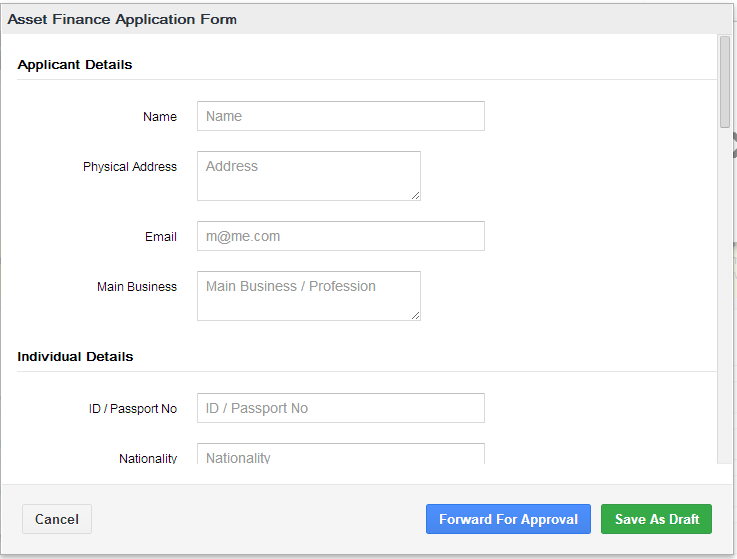 Asset Finance Application Form
Applicant Details
Name Name
Physical Address Address
Email m@me.com
Main Business Main Business / Profession
Individual Details
ID / Passport No ID / Passport No
Nationality Nationality
Cancel Forward For Approval Save As Draft